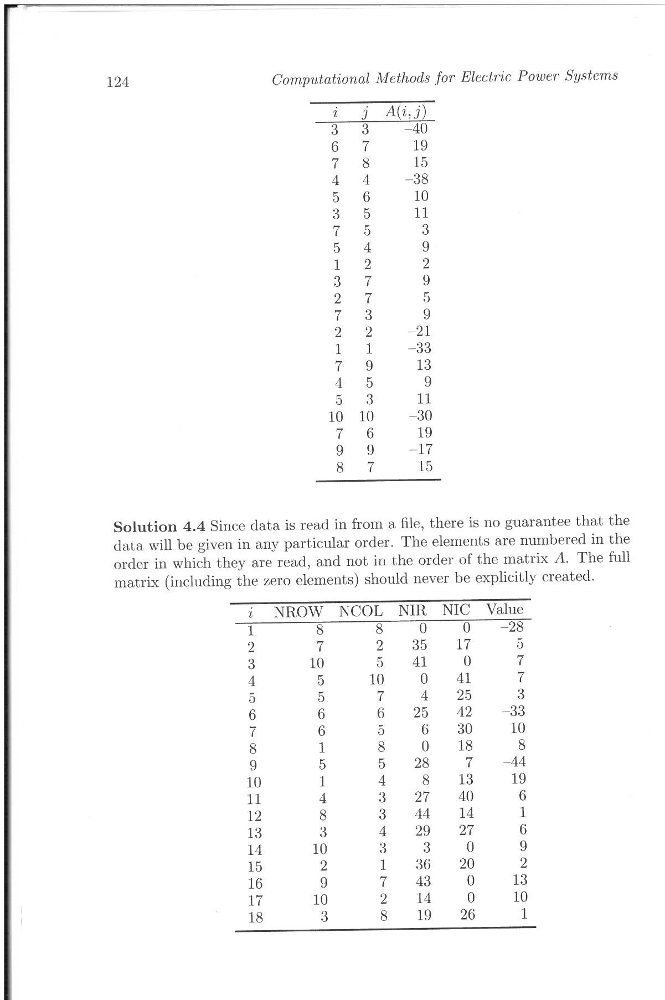 124
Computational Methods for Electric Power Systems
i j A(i, j)
3 3 –40
6 7 19
7 8 15
4 4 –38
5 6 10
3 5 11
7 5 3
5 4 9
1 2 2
3 7 9
2 7 5
7 3 9
2 2 –21
1 1 –33
7 9 13
4 5 9
5 3 11
10 10 –30
7 6 19
9 9 –17
8 7 15
Solution 4.4 Since data is read in from a file, there is no guarantee that the
data will be given in any particular order. The elements are numbered in the
order in which they are read, and not in the order of the matrix A. The full
matrix (including the zero elements) should never be explicitly created.
i NROW NCOL NIR NIC Value
1 8 8 0 0 –28
2 7 2 35 17 5
3 10 5 41 0 7
4 5 10 0 41 7
5 5 7 4 25 3
6 6 6 25 42 –33
7 6 5 6 30 10
8 1 8 0 18 8
9 5 5 28 7 –44
10 1 4 8 13 19
11 4 3 27 40 6
12 8 3 44 14 1
13 3 4 29 27 6
14 10 3 3 0 9
15 2 1 36 20 2
16 9 7 43 0 13
17 10 2 14 0 10
18 3 8 19 26 1